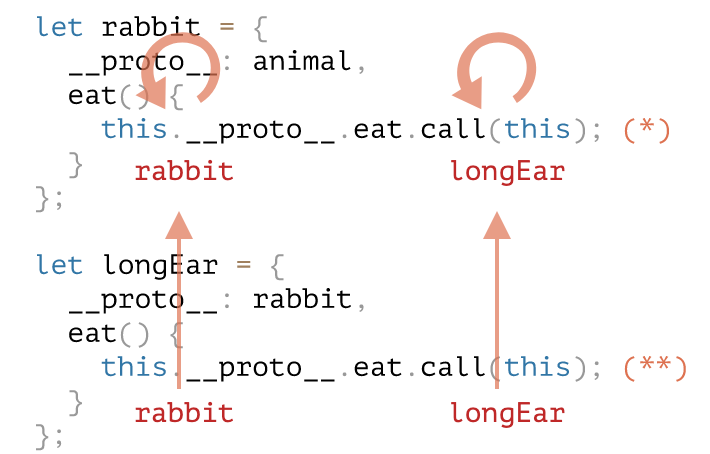 let rabbit = {
  __proto__: animal,
  eat() {
    this.__proto__.eat.call(this); (*)
  }
rabbit longEar
};
let longEar = {
  __proto__: rabbit,
  eat() {
    this.__proto__.eat.call(this); (**)
  }
rabbit longEar
};